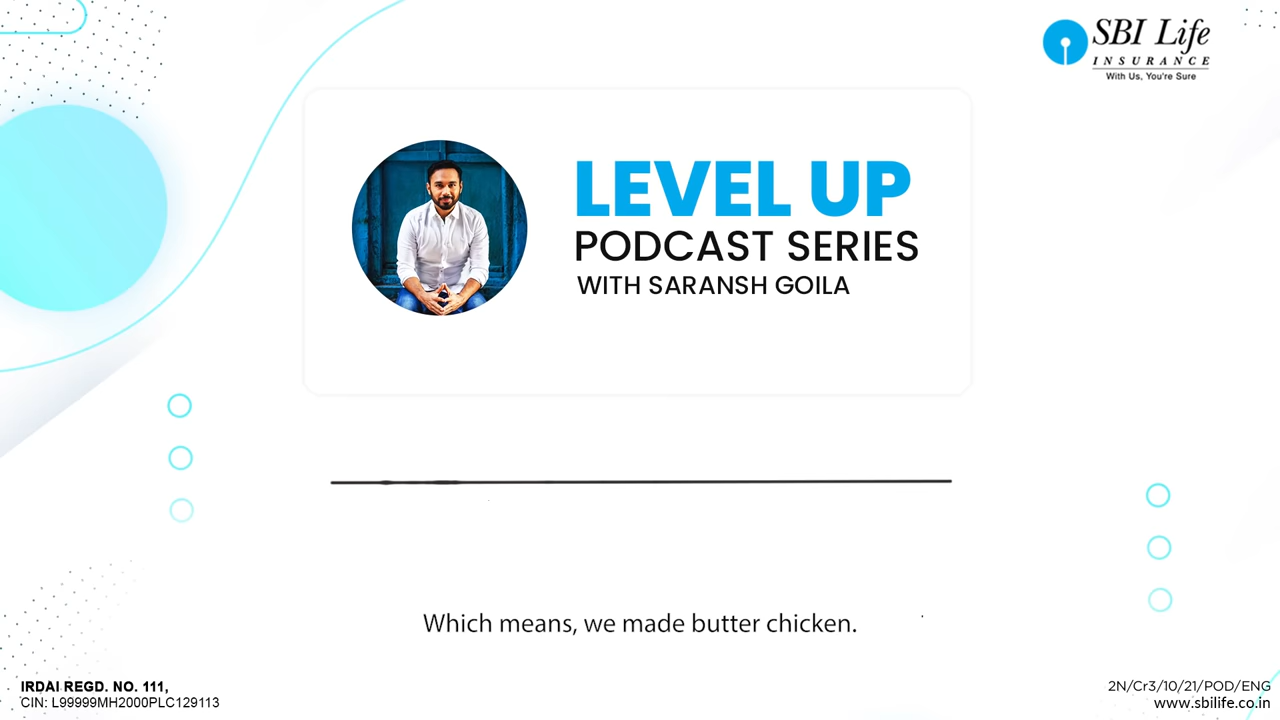 SBI Life
INSURANCE
With Us, You're Sure
LEVEL UP
PODCAST SERIES
WITH SARANSH GOILA
Which means, we made butter chicken.
IRDAI REGD. NO. 111,
CIN: L99999MH2000PLC129113
2N/Cr3/10/21/POD/ENG
www.sbilife.co.in